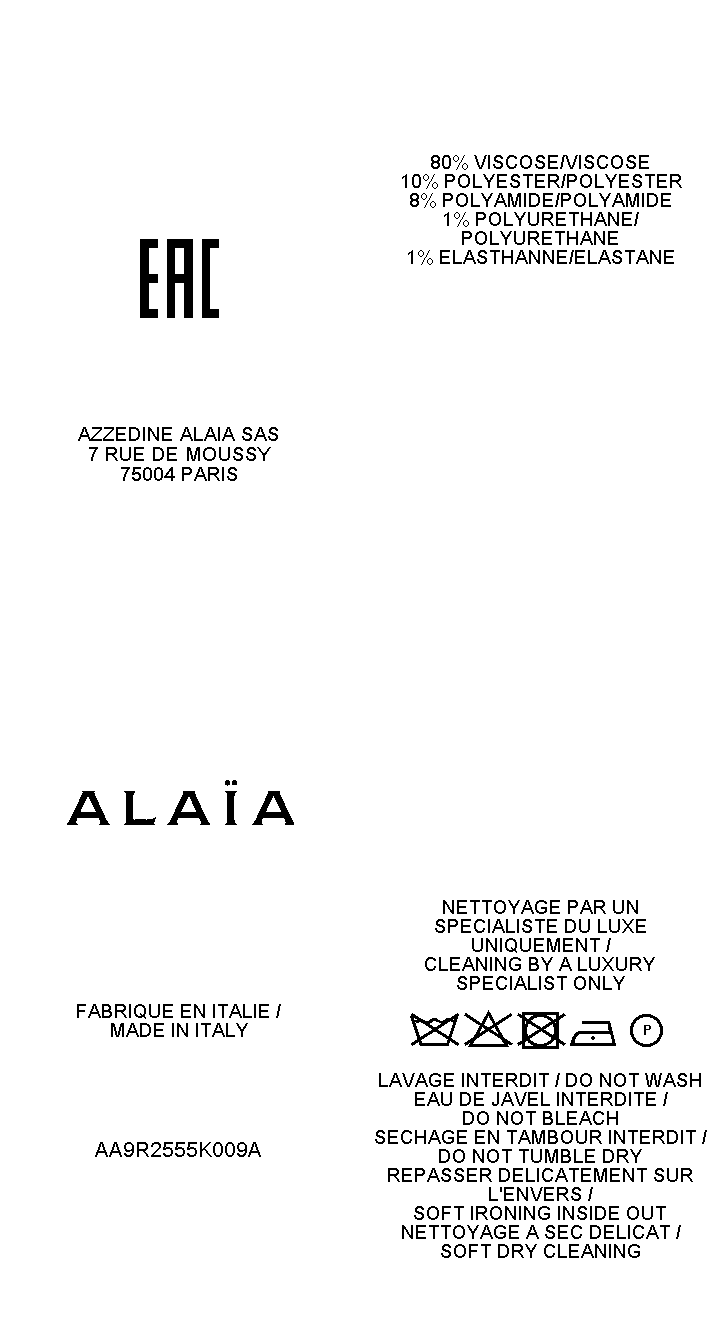 EAC
AZZEDINE ALAIA SAS
7 RUE DE MOUSSY
75004 PARIS
ALAÏA
FABRIQUE EN ITALIE /
MADE IN ITALY
AA9R2555K009A
80% VISCOSE/VISCOSE
10% POLYESTER/POLYESTER
8% POLYAMIDE/POLYAMIDE
1% POLYURETHANE/
POLYURETHANE
1% ELASTHANNE/ELASTANE
NETTOYAGE PAR UN
SPECIALISTE DU LUXE
UNIQUEMENT /
CLEANING BY A LUXURY
SPECIALIST ONLY
P
LAVAGE INTERDIT / DO NOT WASH
EAU DE JAVEL INTERDITE /
DO NOT BLEACH
SECHAGE EN TAMBOUR INTERDIT /
DO NOT TUMBLE DRY
REPASSER DELICATEMENT SUR
L'ENVERS /
SOFT IRONING INSIDE OUT
NETTOYAGE A SEC DELICAT /
SOFT DRY CLEANING